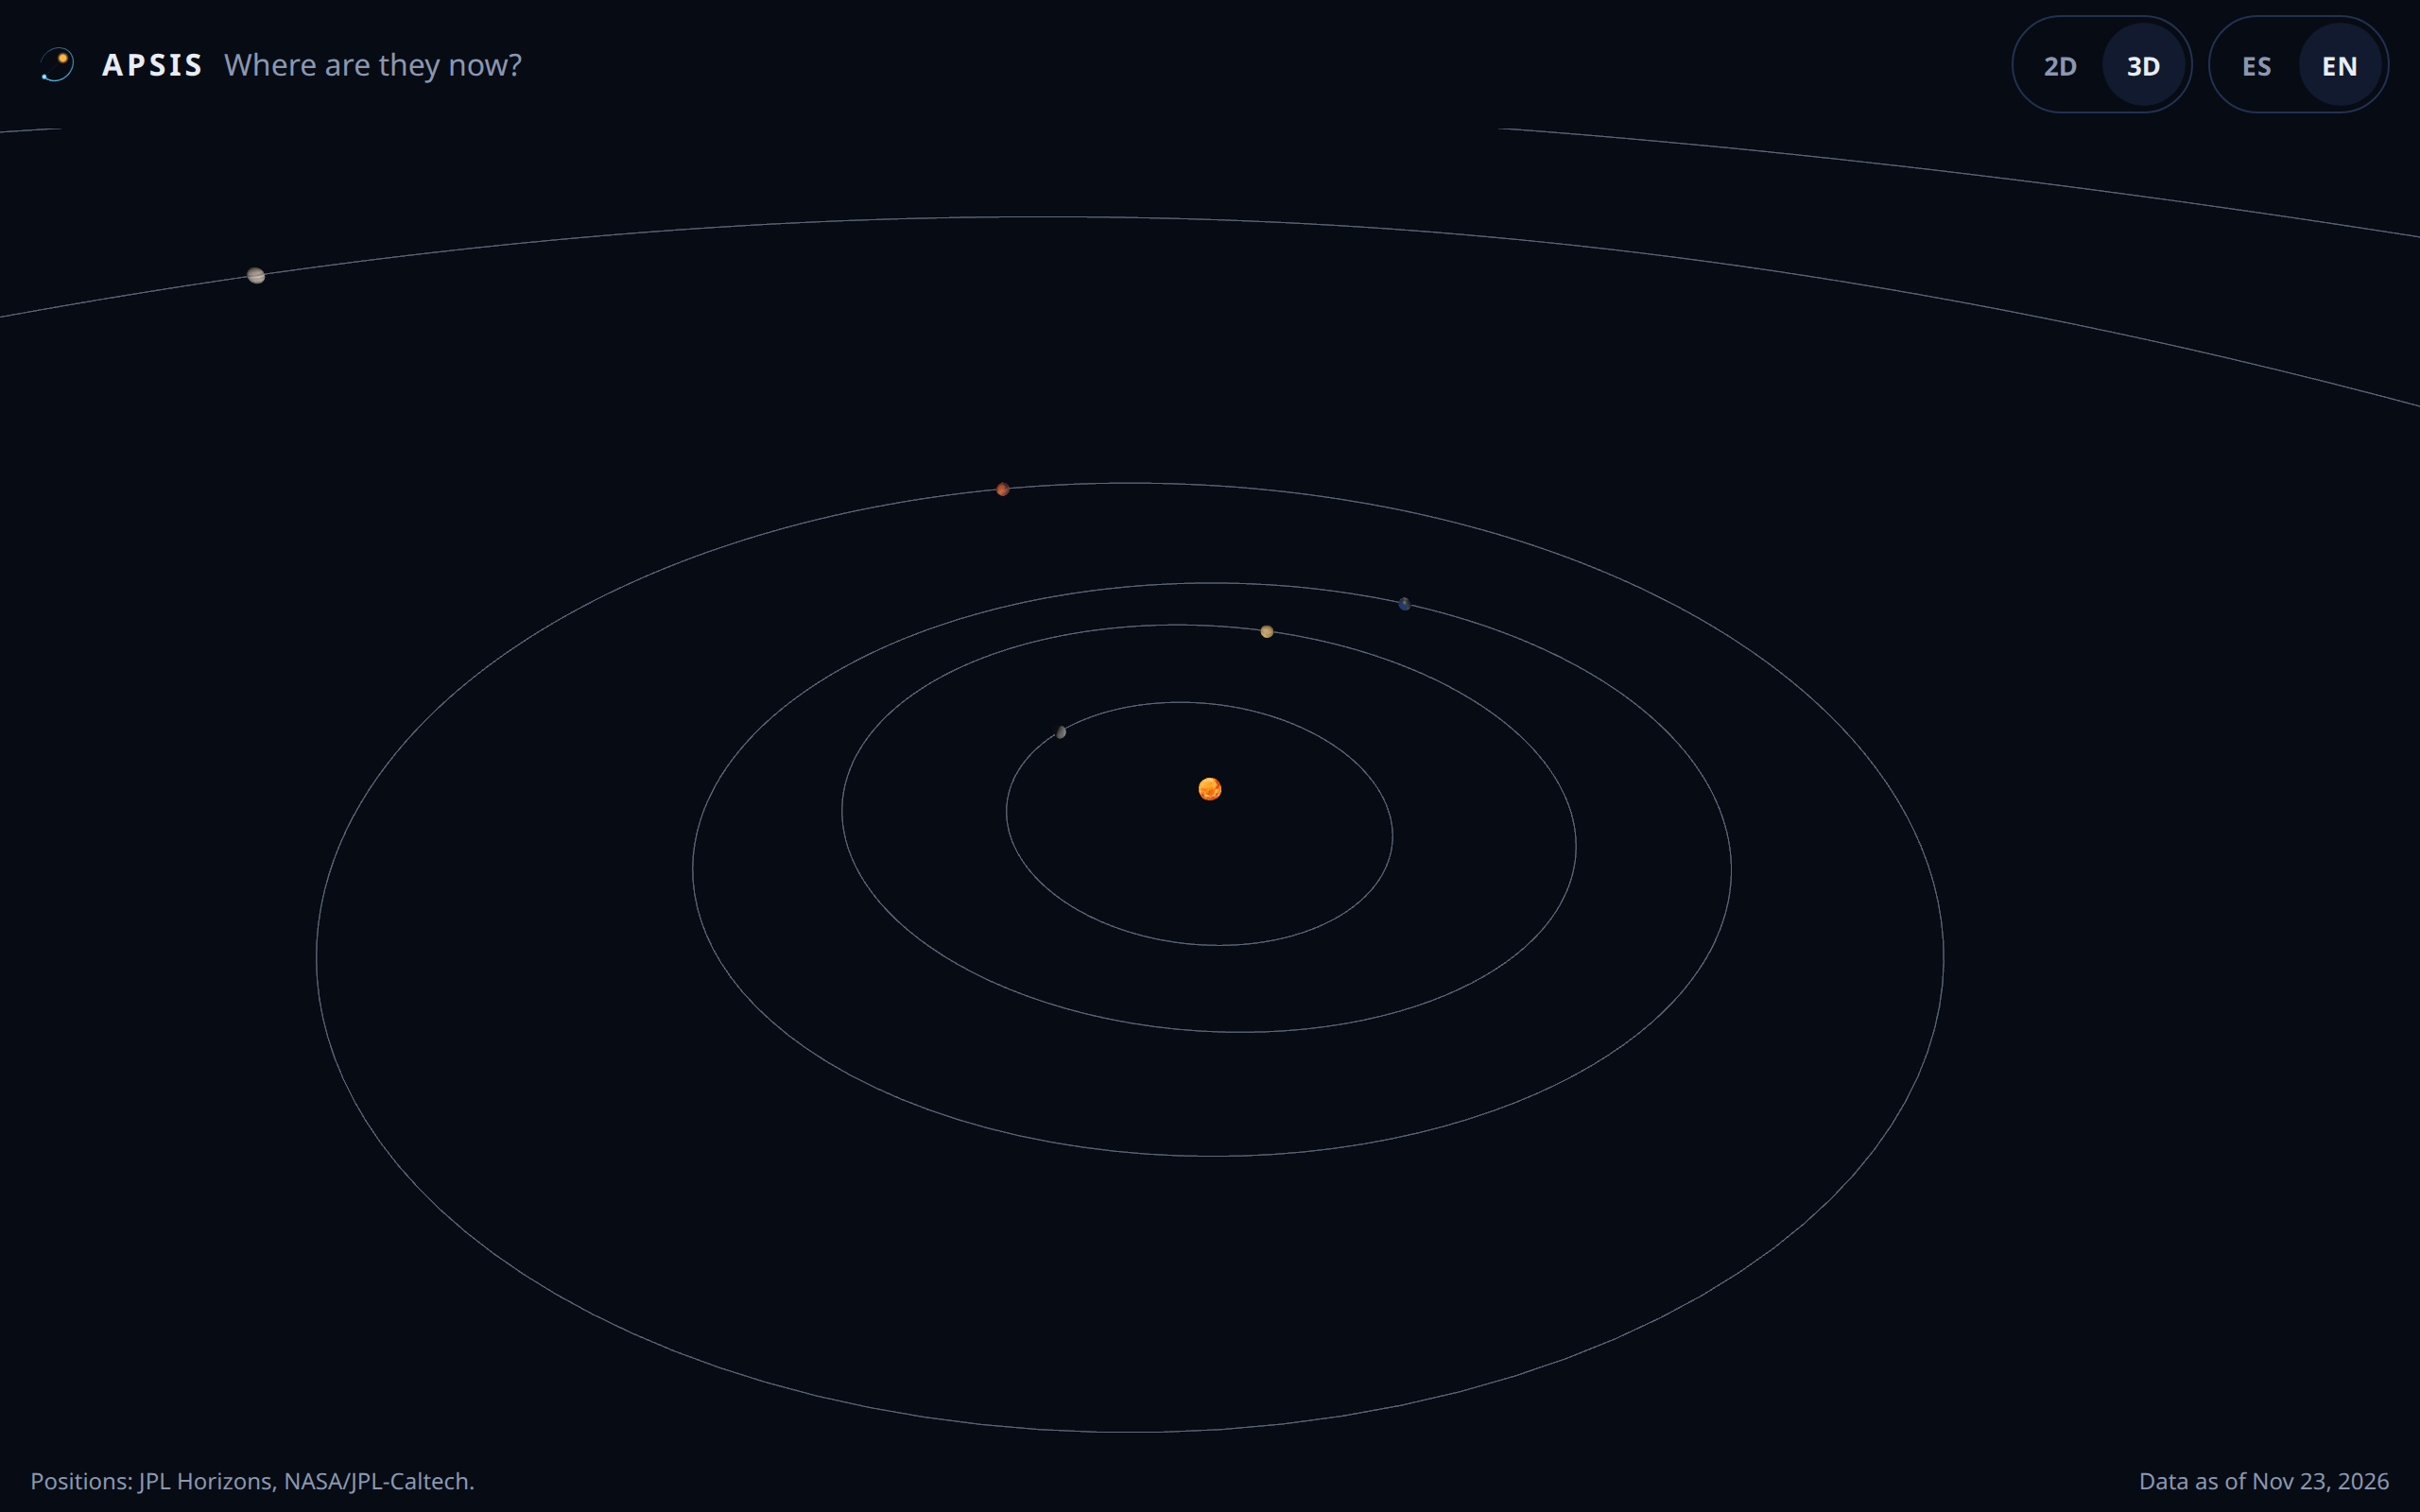 APSIS Where are they now?
2D 3D ES EN
Positions: JPL Horizons, NASA/JPL-Caltech.
Data as of Nov 23, 2026